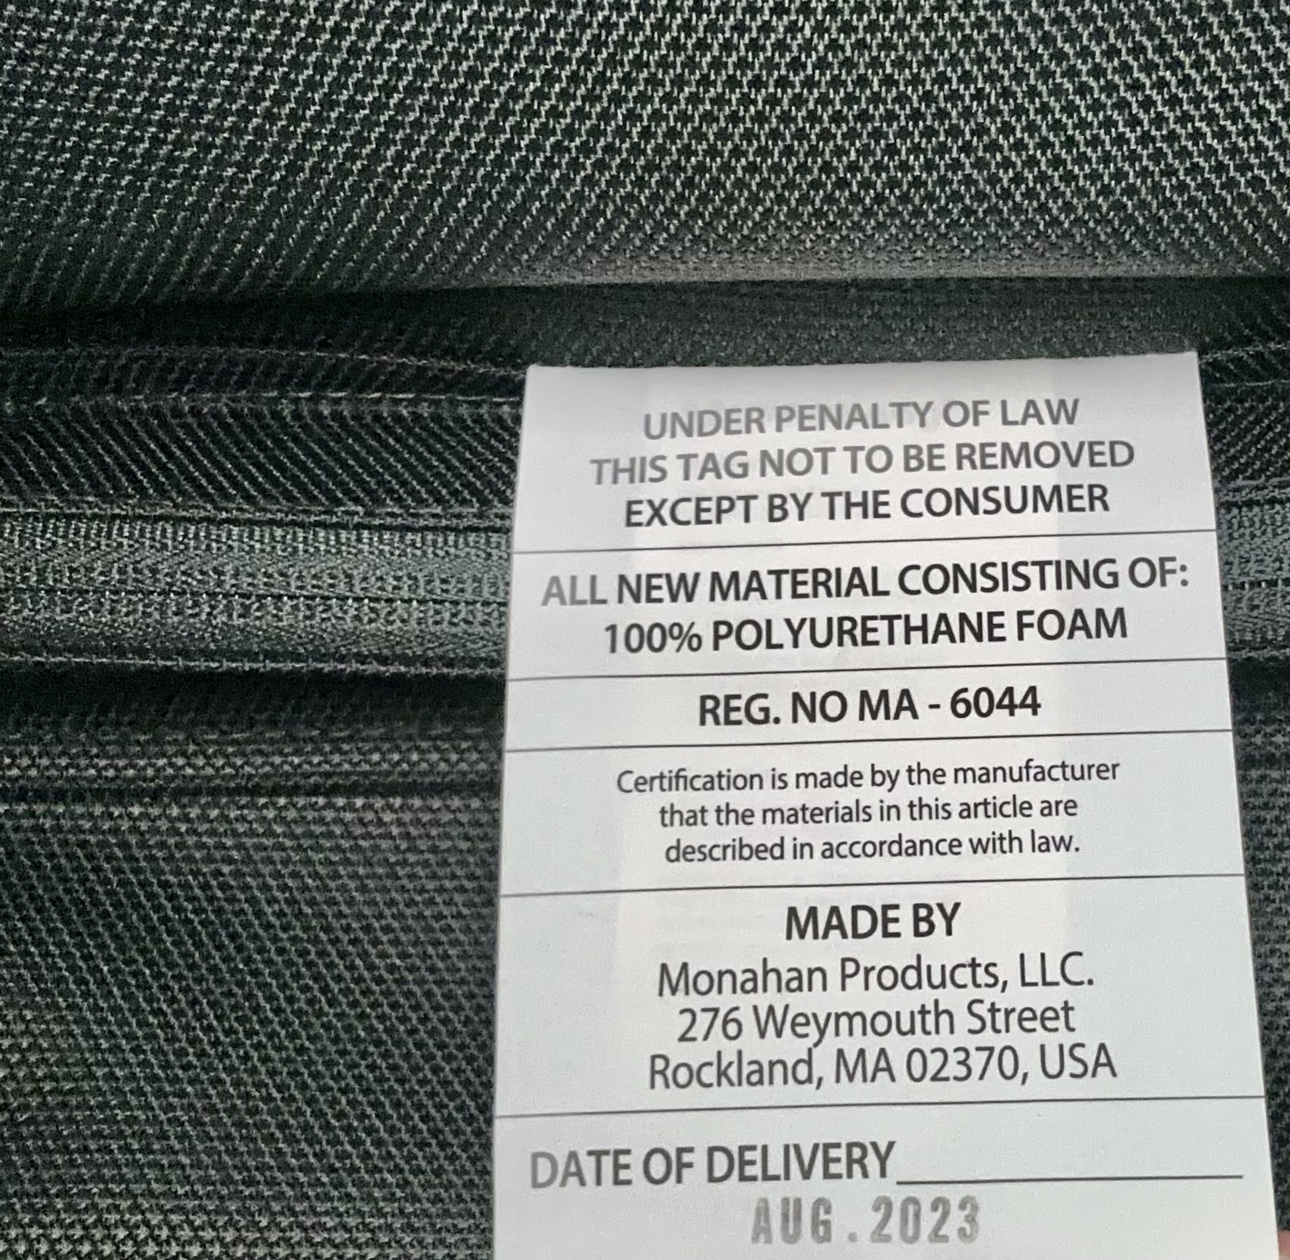 UNDER PENALTY OF LAW
THIS TAG NOT TO BE REMOVED
EXCEPT BY THE CONSUMER
ALL NEW MATERIAL CONSISTING OF:
100% POLYURETHANE FOAM
REG. NO MA - 6044
Certification is made by the manufacturer
that the materials in this article are
described in accordance with law.
MADE BY
Monahan Products, LLC.
276 Weymouth Street
Rockland, MA 02370, USA
DATE OF DELIVERY
AUG.2023